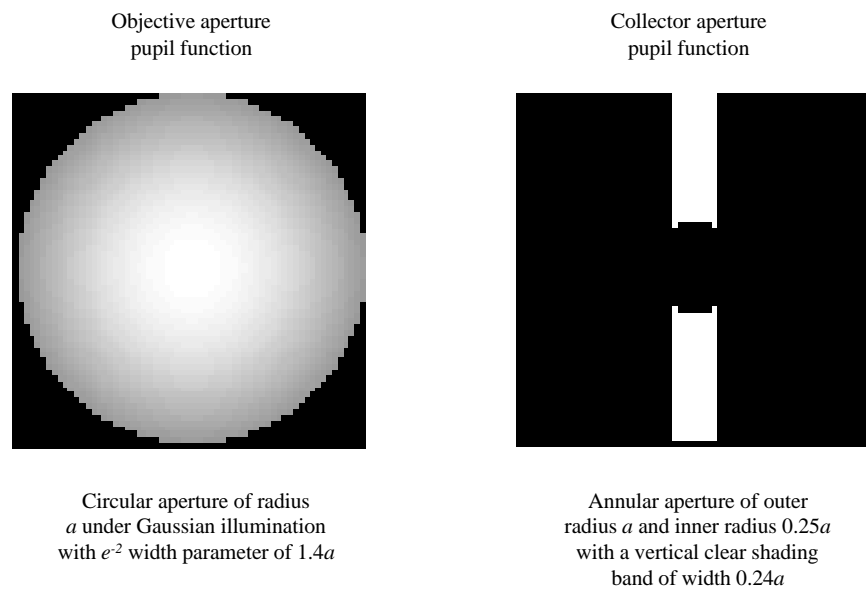 Objective aperture
pupil function
Collector aperture
pupil function
Circular aperture of radius
a under Gaussian illumination
with e-2 width parameter of 1.4a
Annular aperture of outer
radius a and inner radius 0.25a
with a vertical clear shading
band of width 0.24a